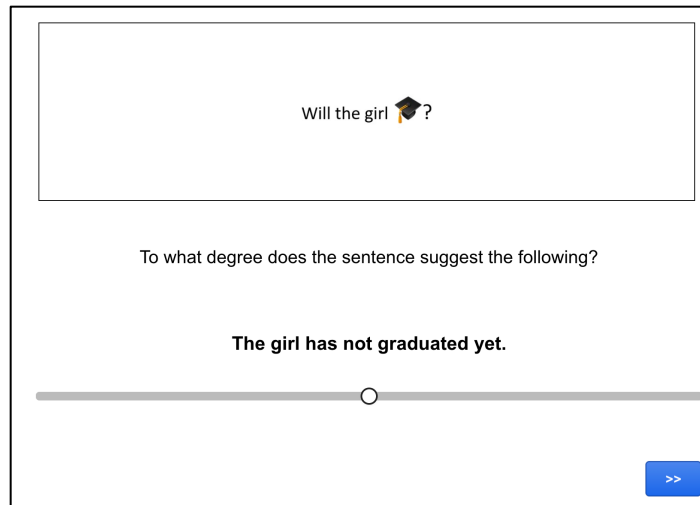 Will the girl 🎓?
To what degree does the sentence suggest the following?
The girl has not graduated yet.
>>